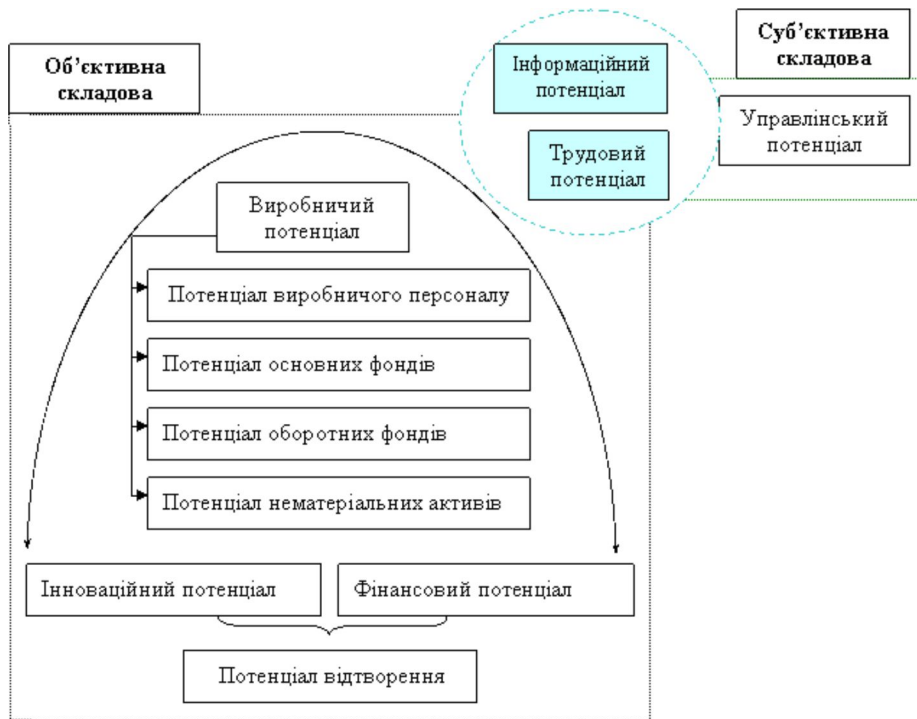 Об’єктивна
складова
Інформаційний
потенціал
Трудовий
потенціал
Суб’єктивна
складова
Управлінський
потенціал
Виробничий
потенціал
Потенціал виробничого персоналу
Потенціал основних фондів
Потенціал оборотних фондів
Потенціал нематеріальних активів
Інноваційний потенціал
Фінансовий потенціал
Потенціал відтворення